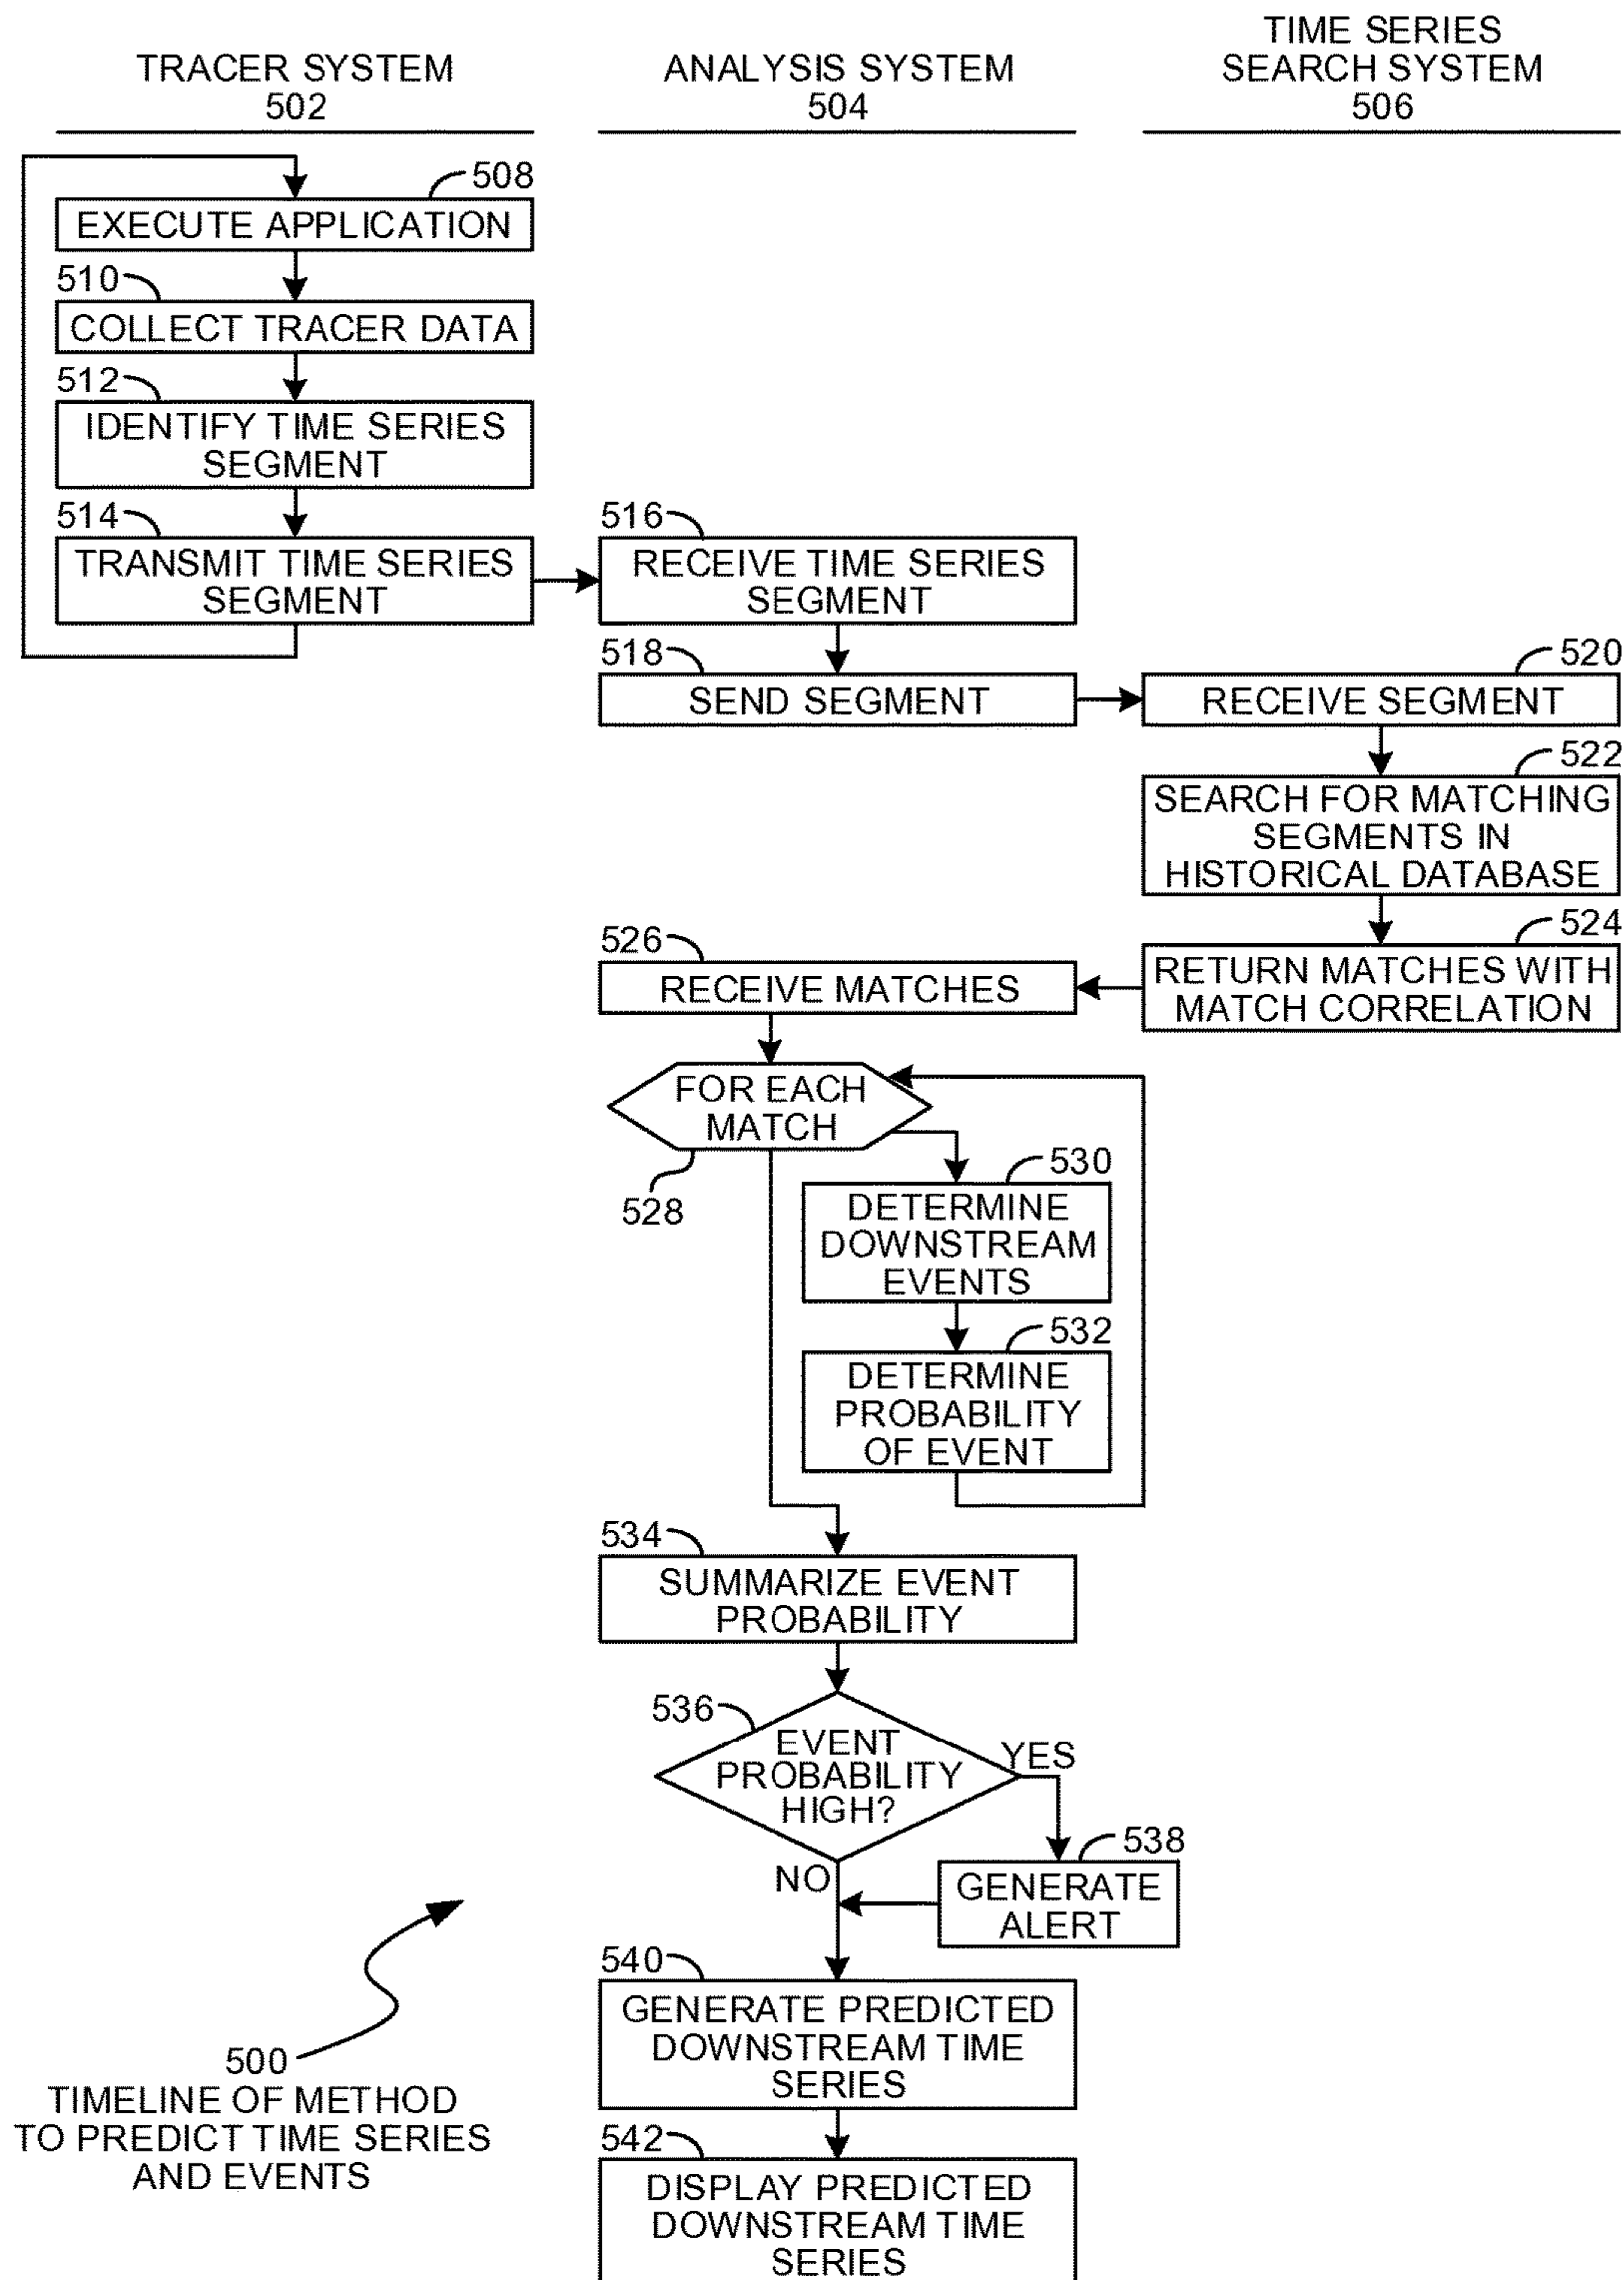 TRACER SYSTEM
502
ANALYSIS SYSTEM
504
TIME SERIES
SEARCH SYSTEM
506
508
EXECUTE APPLICATION
510
COLLECT TRACER DATA
512
IDENTIFY TIME SERIES
SEGMENT
514
TRANSMIT TIME SERIES
SEGMENT
516
RECEIVE TIME SERIES
SEGMENT
518
SEND SEGMENT
520
RECEIVE SEGMENT
522
SEARCH FOR MATCHING
SEGMENTS IN
HISTORICAL DATABASE
524
RETURN MATCHES WITH
MATCH CORRELATION
526
RECEIVE MATCHES
FOR EACH
MATCH
528
530
DETERMINE
DOWNSTREAM
EVENTS
532
DETERMINE
PROBABILITY
OF EVENT
534
SUMMARIZE EVENT
PROBABILITY
536
EVENT
PROBABILITY
HIGH?
YES
NO
538
GENERATE
ALERT
540
GENERATE PREDICTED
DOWNSTREAM TIME
SERIES
542
DISPLAY PREDICTED
DOWNSTREAM TIME
SERIES
500
TIMELINE OF METHOD
TO PREDICT TIME SERIES
AND EVENTS